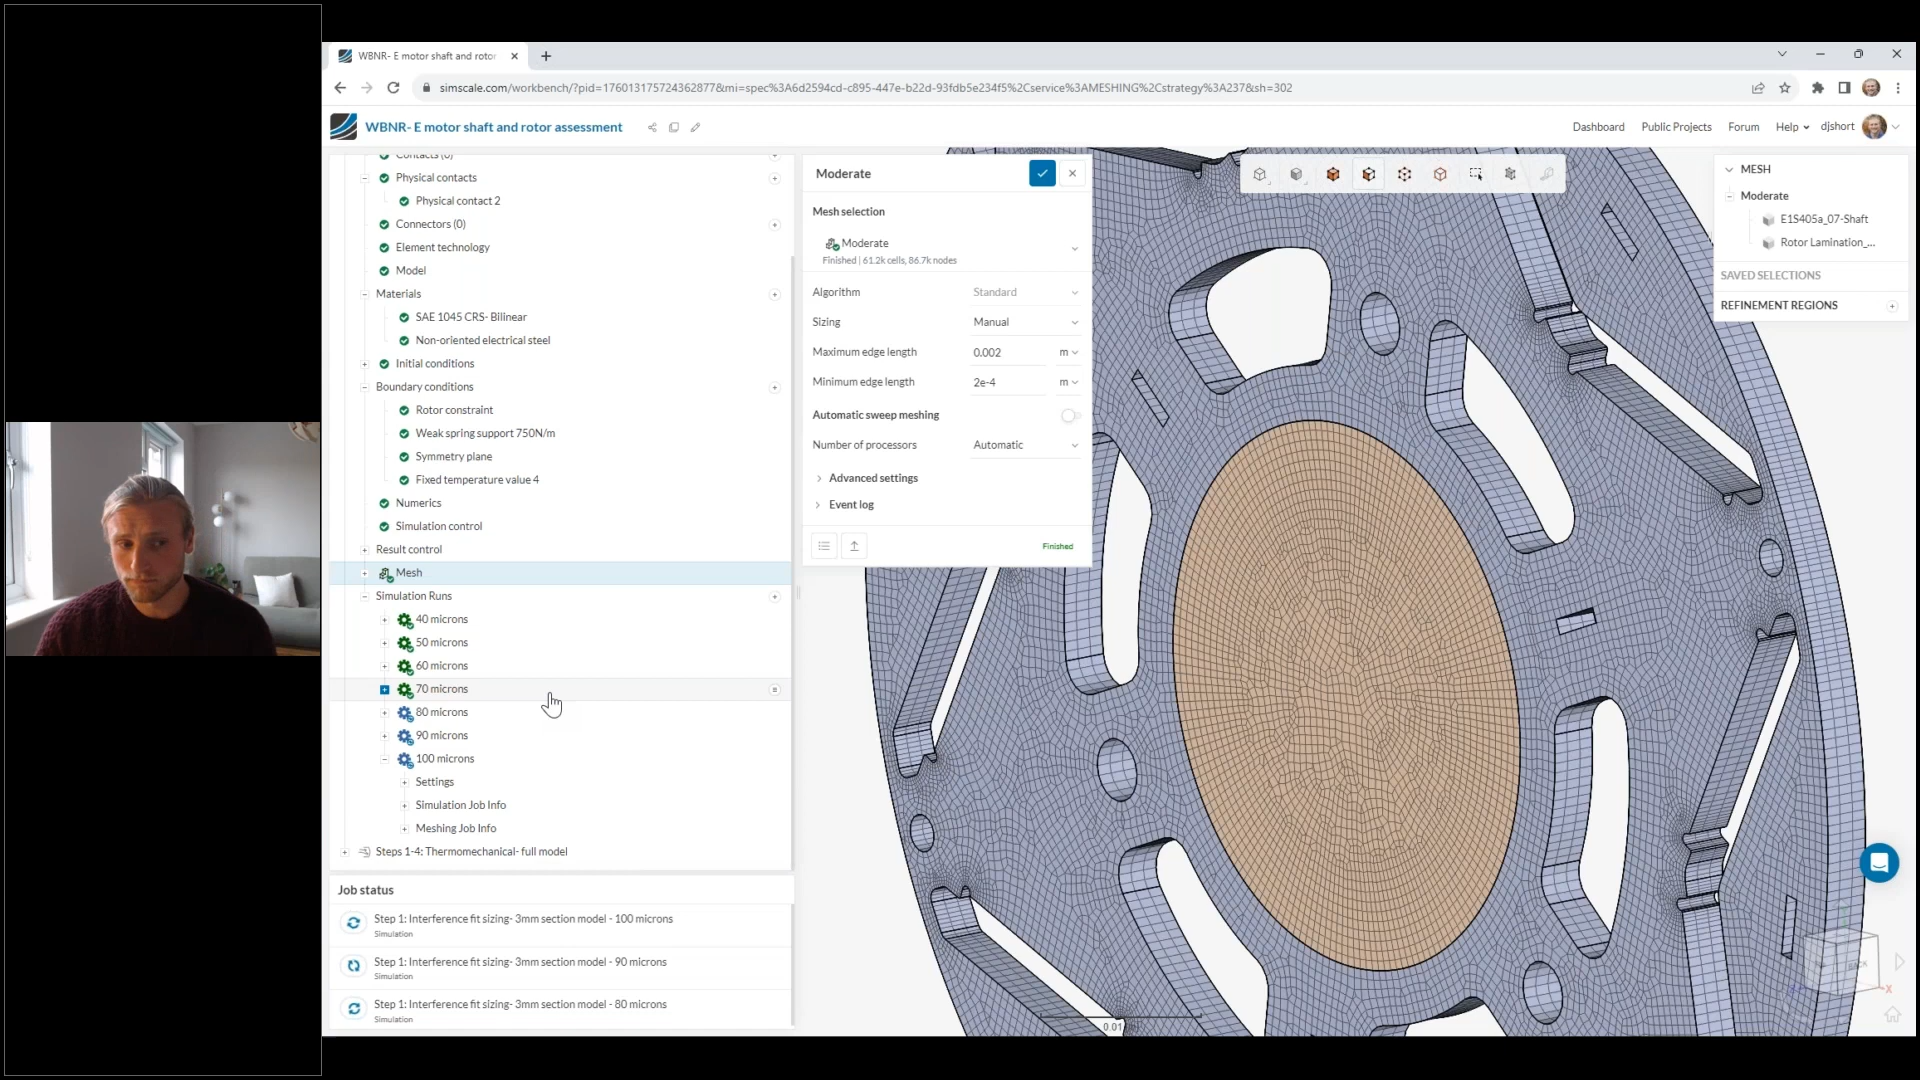 WBNR- E motor shaft and rotor
simscale.com/workbench/?pid=176013175724362877&mi=spec%3A6d2594cd-c895-447e-b22d-93fdb5e234f5%2Cservice%3AMESHING%2Cstrategy%3A237&sh=302
WBNR- E motor shaft and rotor assessment
Dashboard
Public Projects
Forum
Help
djshort
Contacts (6)
Physical contacts
Physical contact 2
Connectors (0)
Element technology
Model
Materials
SAE 1045 CRS- Bilinear
Non-oriented electrical steel
Initial conditions
Boundary conditions
Rotor constraint
Weak spring support 750N/m
Symmetry plane
Fixed temperature value 4
Numerics
Simulation control
Result control
Mesh
Simulation Runs
40 microns
50 microns
60 microns
70 microns
80 microns
90 microns
100 microns
Settings
Simulation Job Info
Meshing Job Info
Steps 1-4: Thermomechanical- full model
Job status
Step 1: Interference fit sizing- 3mm section model - 100 microns
Simulation
Step 1: Interference fit sizing- 3mm section model - 90 microns
Simulation
Step 1: Interference fit sizing- 3mm section model - 80 microns
Simulation
Moderate
Mesh selection
Moderate
Finished | 61.2k cells, 86.7k nodes
Algorithm Standard
Sizing Manual
Maximum edge length 0.002 m
Minimum edge length 2e-4 m
Automatic sweep meshing
Number of processors Automatic
Advanced settings
Event log
Finished
MESH
Moderate
E1S405a_07-Shaft
Rotor Lamination_...
SAVED SELECTIONS
REFINEMENT REGIONS
0.01
BACK
X